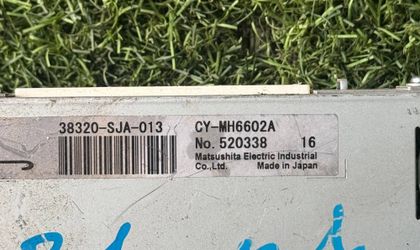 38320-SJA-013 CY-MH6602A
No. 520338 16
Matsushita Electric Industrial
Co., Ltd. Made in Japan